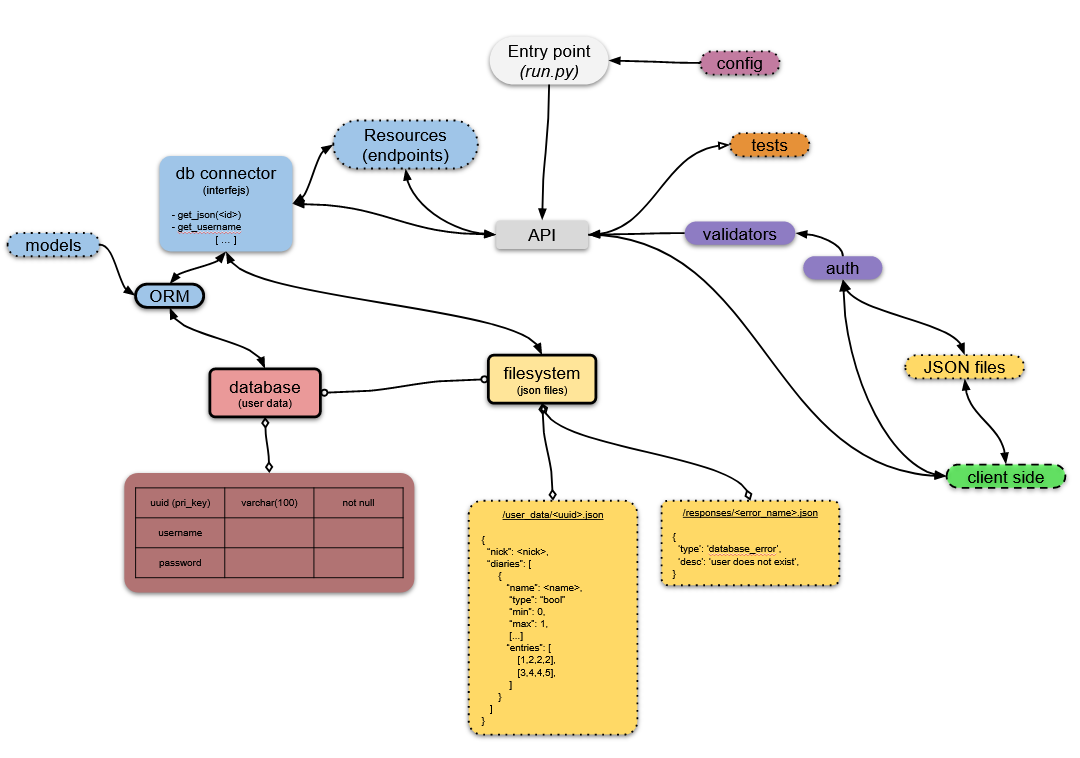 Entry point
(run.py)
config
Resources
(endpoints)
tests
db connector
(interfejs)
- get_json(<id>)
- get_username
[ ... ]
API
validators
models
auth
ORM
database
(user data)
filesystem
(json files)
JSON files
client side
uuid (pri_key) varchar(100) not null
username
password
/user_data/<uuid>.json
{
“nick”: <nick>,
“diaries”: [
{
“name”: <name>,
“type”: “bool”
“min”: 0,
“max”: 1,
[...]
“entries”: [
[1,2,2,2],
[3,4,4,5],
]
}
]
}
/responses/<error_name>.json
{
‘type’: ‘database_error’,
‘desc’: ‘user does not exist’,
}